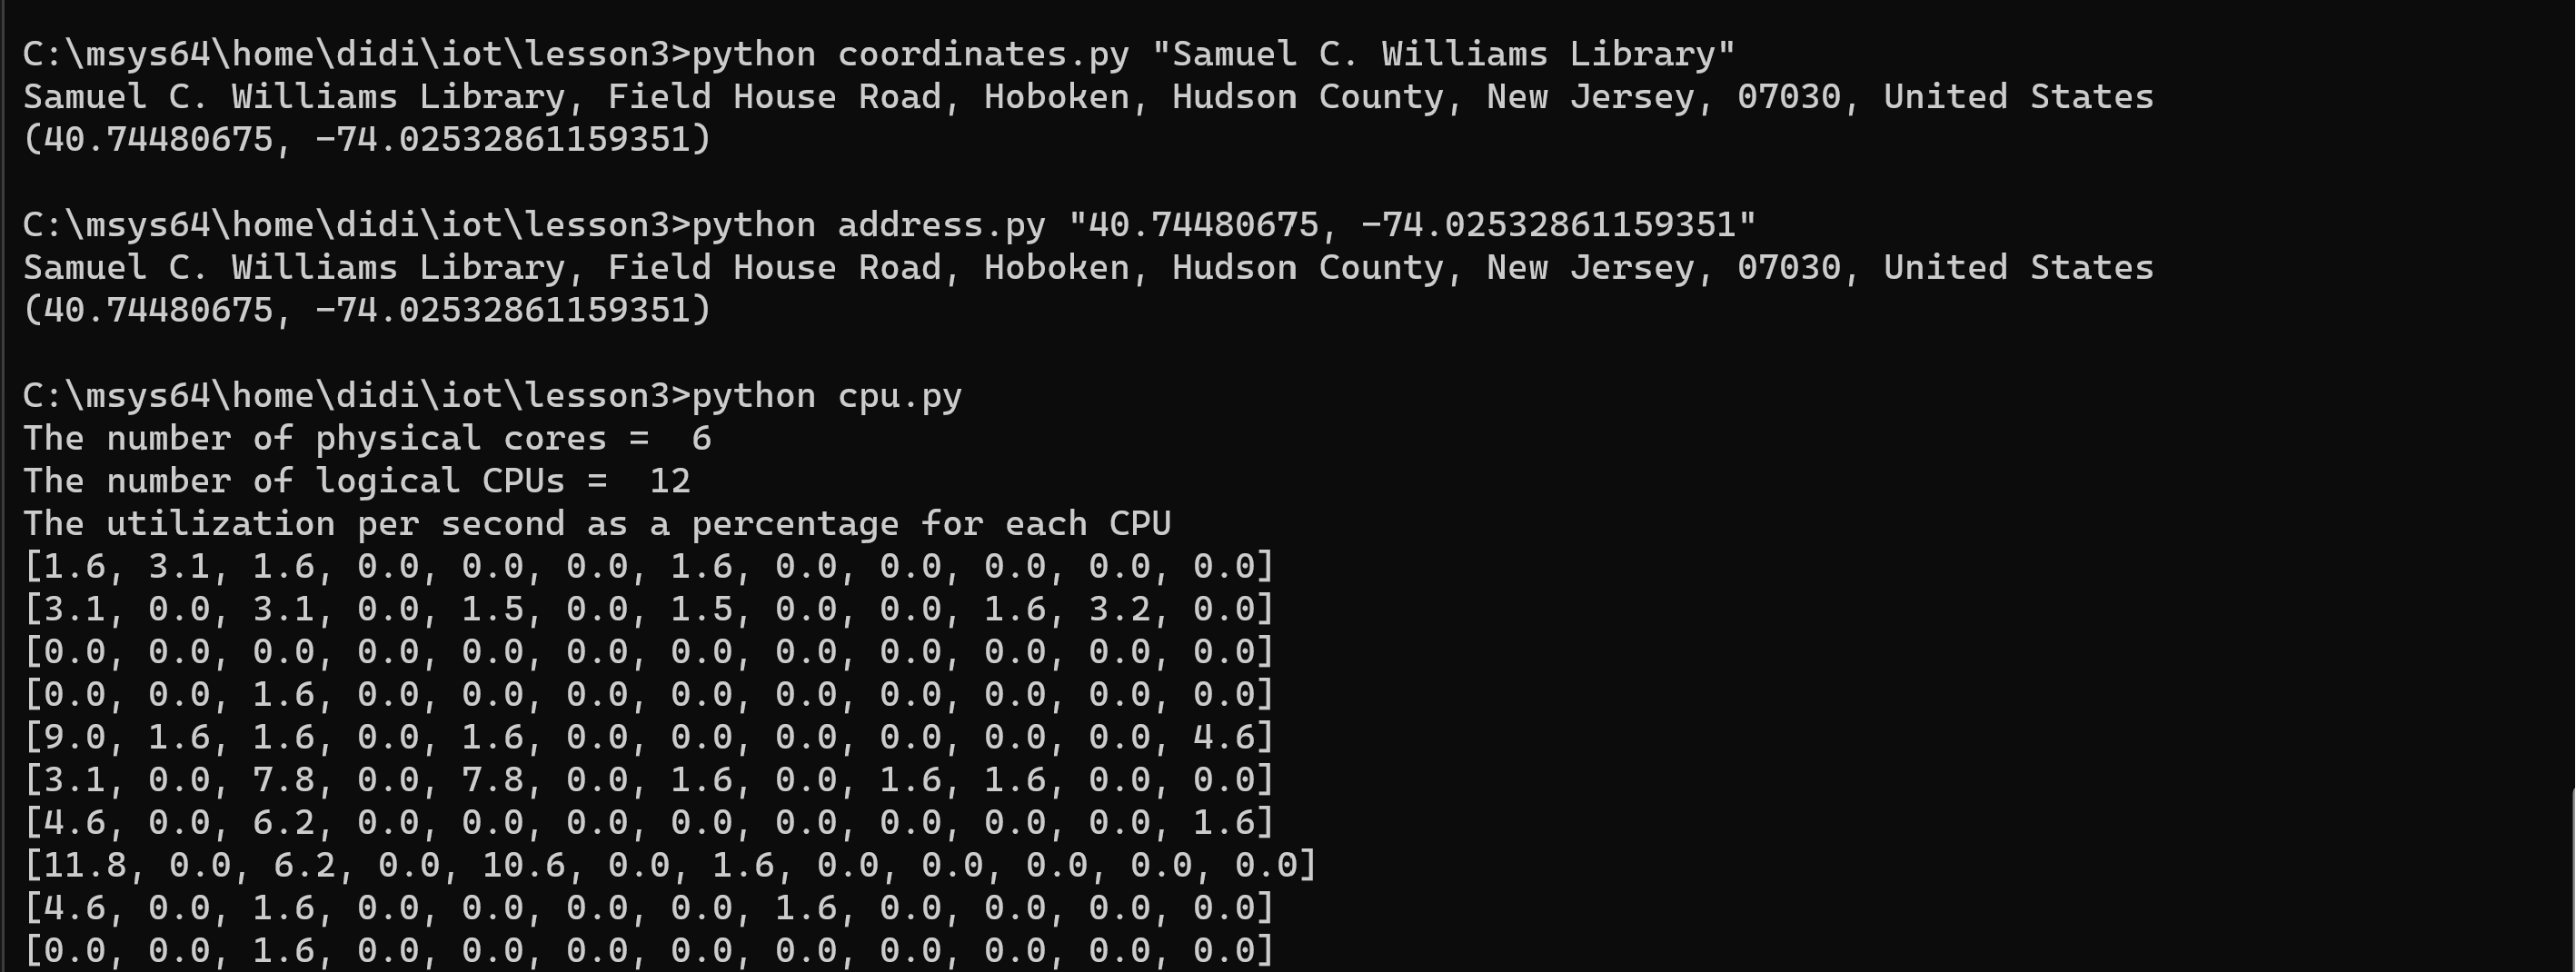 C:\msys64\home\didi\iot\lesson3>python coordinates.py "Samuel C. Williams Library"
Samuel C. Williams Library, Field House Road, Hoboken, Hudson County, New Jersey, 07030, United States
(40.74480675, -74.02532861159351)
C:\msys64\home\didi\iot\lesson3>python address.py "40.74480675, -74.02532861159351"
Samuel C. Williams Library, Field House Road, Hoboken, Hudson County, New Jersey, 07030, United States
(40.74480675, -74.02532861159351)
C:\msys64\home\didi\iot\lesson3>python cpu.py
The number of physical cores =  6
The number of logical CPUs =  12
The utilization per second as a percentage for each CPU
[1.6, 3.1, 1.6, 0.0, 0.0, 0.0, 1.6, 0.0, 0.0, 0.0, 0.0, 0.0]
[3.1, 0.0, 3.1, 0.0, 1.5, 0.0, 1.5, 0.0, 0.0, 1.6, 3.2, 0.0]
[0.0, 0.0, 0.0, 0.0, 0.0, 0.0, 0.0, 0.0, 0.0, 0.0, 0.0, 0.0]
[0.0, 0.0, 1.6, 0.0, 0.0, 0.0, 0.0, 0.0, 0.0, 0.0, 0.0, 0.0]
[9.0, 1.6, 1.6, 0.0, 1.6, 0.0, 0.0, 0.0, 0.0, 0.0, 0.0, 4.6]
[3.1, 0.0, 7.8, 0.0, 7.8, 0.0, 1.6, 0.0, 1.6, 1.6, 0.0, 0.0]
[4.6, 0.0, 6.2, 0.0, 0.0, 0.0, 0.0, 0.0, 0.0, 0.0, 0.0, 1.6]
[11.8, 0.0, 6.2, 0.0, 10.6, 0.0, 1.6, 0.0, 0.0, 0.0, 0.0, 0.0]
[4.6, 0.0, 1.6, 0.0, 0.0, 0.0, 0.0, 1.6, 0.0, 0.0, 0.0, 0.0]
[0.0, 0.0, 1.6, 0.0, 0.0, 0.0, 0.0, 0.0, 0.0, 0.0, 0.0, 0.0]